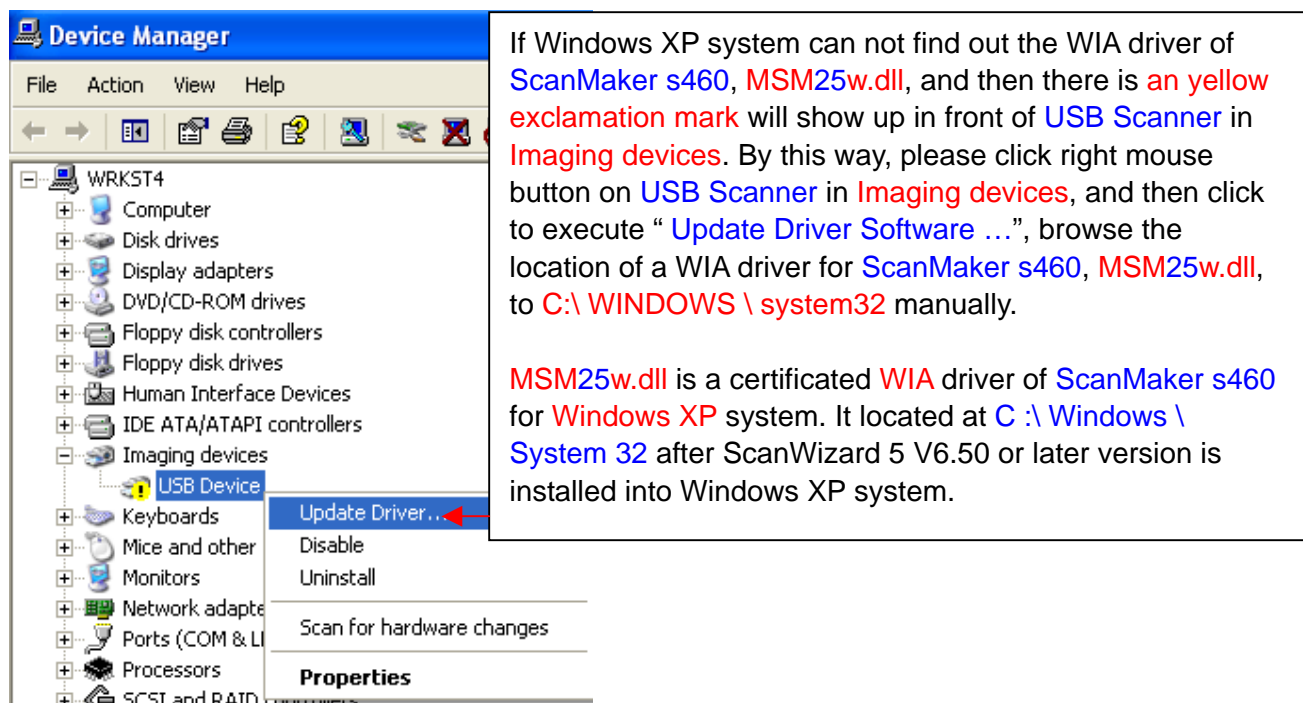 Device Manager
File Action View Help
WRKST4
Computer
Disk drives
Display adapters
DVD/CD-ROM drives
Floppy disk controllers
Floppy disk drives
Human Interface Devices
IDE ATA/ATAPI controllers
Imaging devices
USB Device
Keyboards
Mice and other
Monitors
Network adapte
Ports (COM & L
Processors
SCSI and RAID controllers
Update Driver...
Disable
Uninstall
Scan for hardware changes
Properties
If Windows XP system can not find out the WIA driver of
ScanMaker s460, MSM25w.dll, and then there is an yellow
exclamation mark will show up in front of USB Scanner in
Imaging devices. By this way, please click right mouse
button on USB Scanner in Imaging devices, and then click
to execute “ Update Driver Software …”, browse the
location of a WIA driver for ScanMaker s460, MSM25w.dll,
to C:\ WINDOWS \ system32 manually.
MSM25w.dll is a certificated WIA driver of ScanMaker s460
for Windows XP system. It located at C :\ Windows \
System 32 after ScanWizard 5 V6.50 or later version is
installed into Windows XP system.